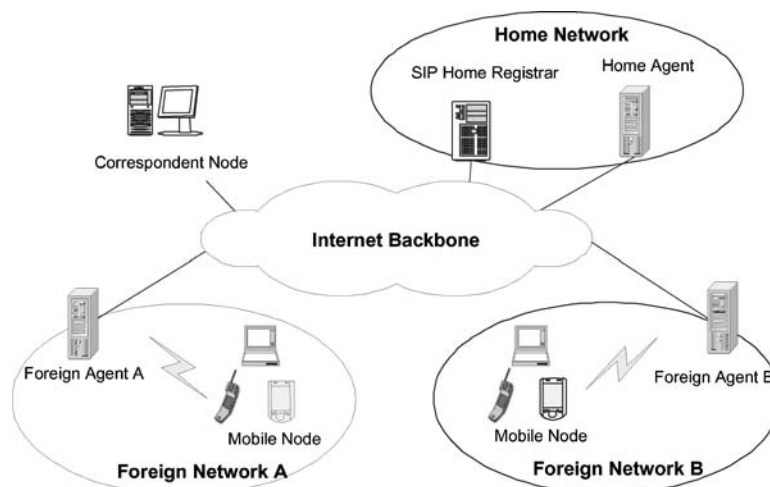 Home Network
SIP Home Registrar
Home Agent
Correspondent Node
Internet Backbone
Foreign Agent A
Mobile Node
Foreign Network A
Foreign Agent B
Mobile Node
Foreign Network B